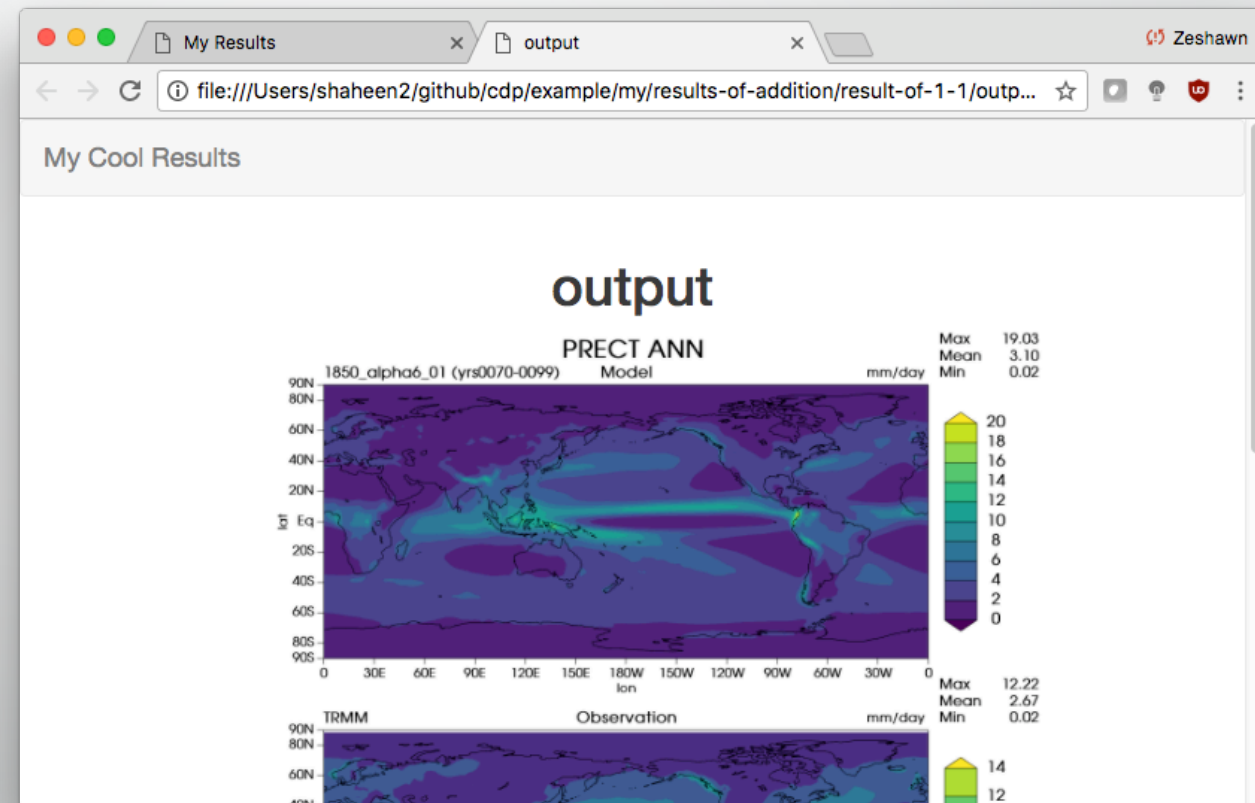 My Results
output
Zeshawn
file:///Users/shaheen2/github/cdp/example/my/results-of-addition/result-of-1-1/outp...
My Cool Results
output
PRECT ANN
Max 19.03
Mean 3.10
Min 0.02
1850_alpha6_01 (yrs0070-0099) Model mm/day
90N
80N
60N
40N
20N
Eq
20S
40S
60S
80S
90S
lat
0 30E 60E 90E 120E 150E 180W 150W 120W 90W 60W 30W 0
lon
20
18
16
14
12
10
8
6
4
2
0
Max 12.22
Mean 2.67
Min 0.02
TRMM Observation mm/day
90N
80N
60N
40N
14
12